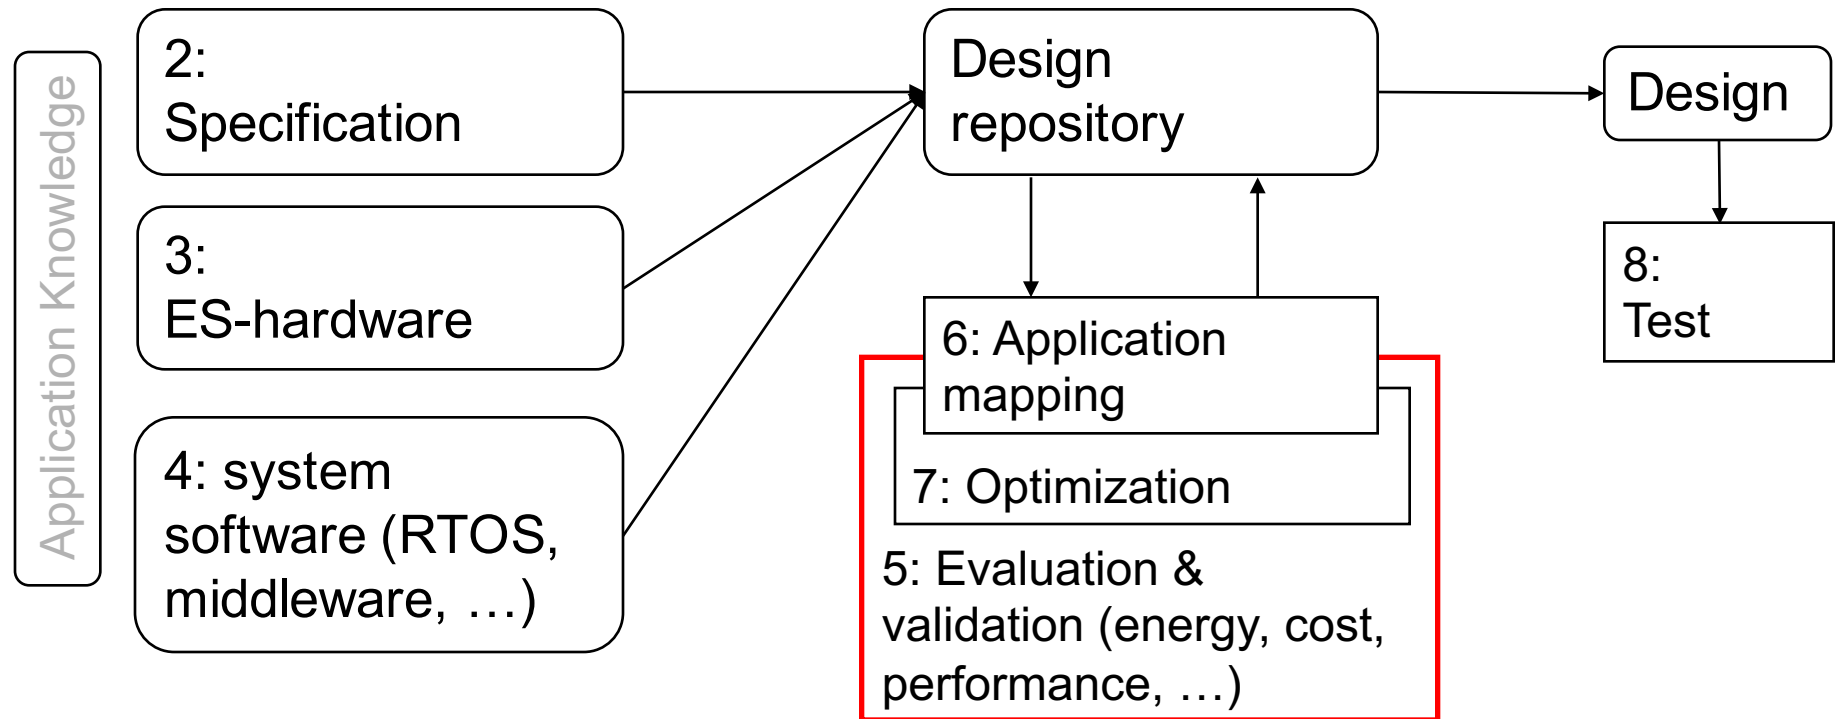 Application Knowledge
2:
Specification
3:
ES-hardware
4: system
software (RTOS,
middleware, …)
Design
repository
6: Application
mapping
7: Optimization
5: Evaluation &
validation (energy, cost,
performance, …)
Design
8:
Test